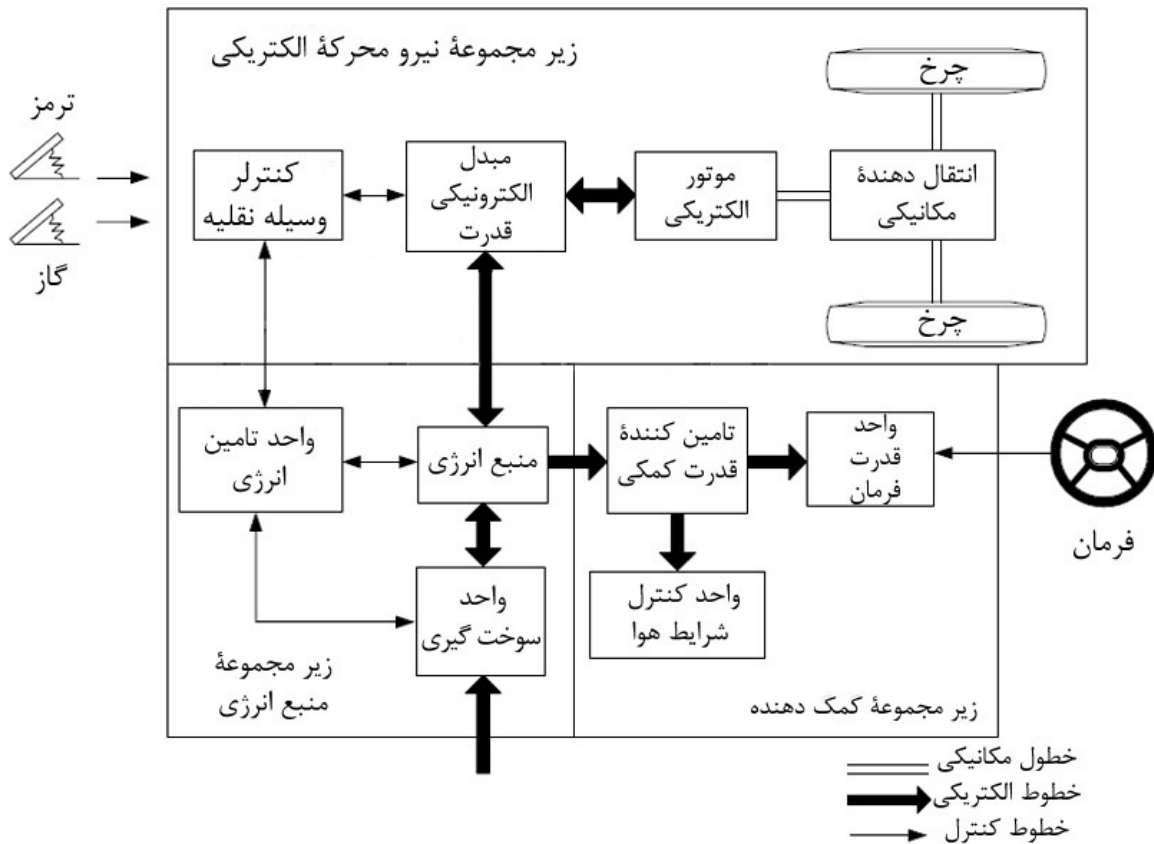 زیر مجموعهٔ نیرو محرکهٔ الکتریکی
چرخ
ترمز
کنترلر
وسیله نقلیه
مبدل
الکترونیکی
قدرت
موتور
الکتریکی
انتقال دهندهٔ
مکانیکی
گاز
چرخ
واحد تامین
انرژی
منبع انرژی
تامین کنندهٔ
قدرت کمکی
واحد
قدرت
فرمان
فرمان
واحد
سوخت گیری
واحد کنترل
شرایط هوا
زیر مجموعهٔ
منبع انرژی
زیر مجموعهٔ کمک دهنده
خطول مکانیکی
خطوط الکتریکی
خطوط کنترل